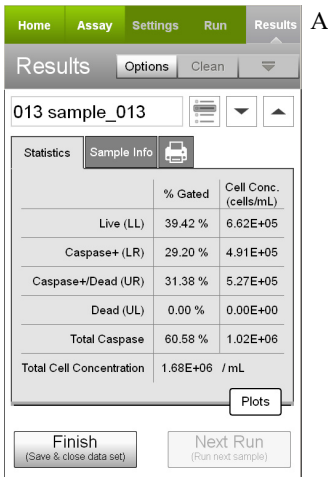 Home Assay Settings Run Results A
Results Options Clean
013 sample_013
Statistics Sample Info
% Gated Cell Conc. (cells/mL)
Live (LL) 39.42 % 6.62E+05
Caspase+ (LR) 29.20 % 4.91E+05
Caspase+/Dead (UR) 31.38 % 5.27E+05
Dead (UL) 0.00 % 0.00E+00
Total Caspase 60.58 % 1.02E+06
Total Cell Concentration 1.68E+06 / mL
Plots
Finish Next Run
(Save & close data set) (Run next sample)